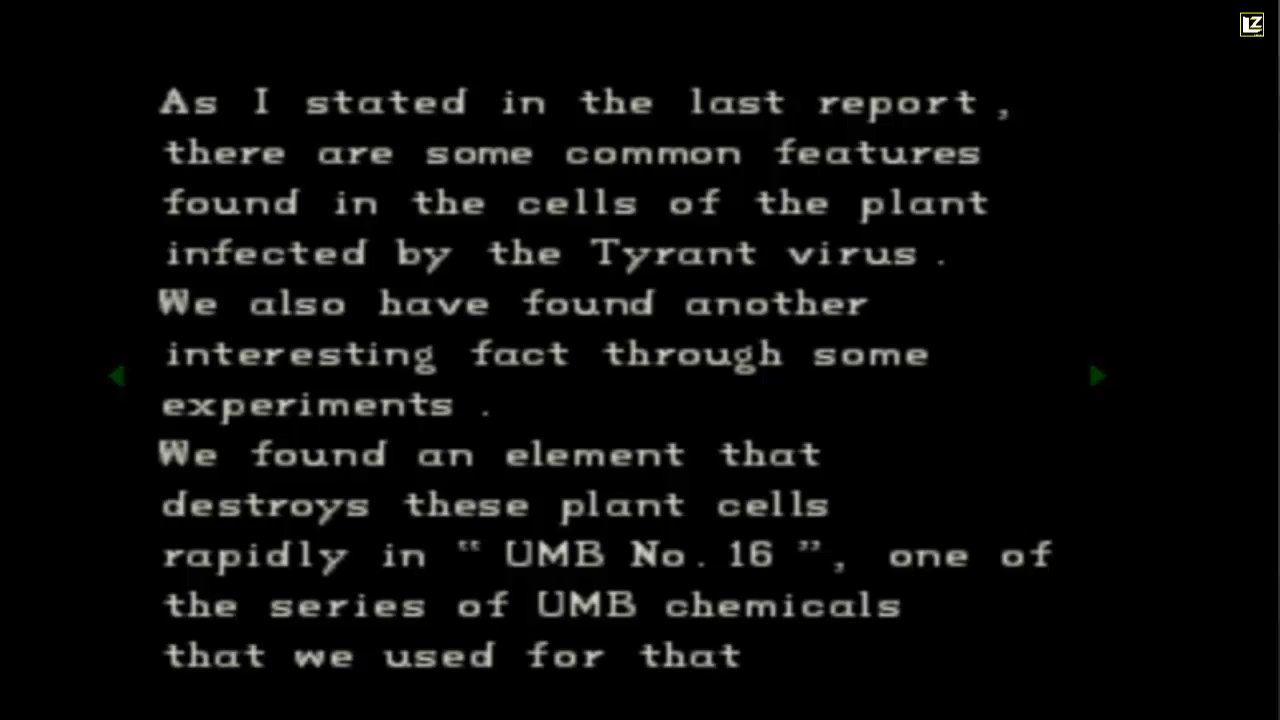 LZ
As I stated in the last report,
there are some common features
found in the cells of the plant
infected by the Tyrant virus.
We also have found another
interesting fact through some
experiments.
We found an element that
destroys these plant cells
rapidly in “UMB No.16”, one of
the series of UMB chemicals
that we used for that